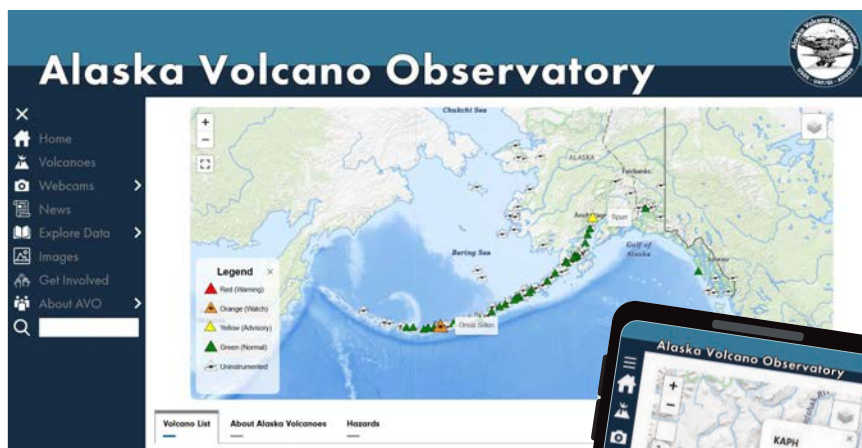 Alaska Volcano Observatory
Home
Volcanoes
Webcams
News
Explore Data
Images
Get Involved
About AVO
+
−
Chukchi Sea
ALASKA
Fairbanks
Spurr
Gulf of
Alaska
Juneau
Bering Sea
Great Sitkin
Legend ×
Red (Warning)
Orange (Watch)
Yellow (Advisory)
Green (Normal)
Uninstrumented
Volcano List About Alaska Volcanoes Hazards
Alaska Volcano Observatory
+
−
KAPH